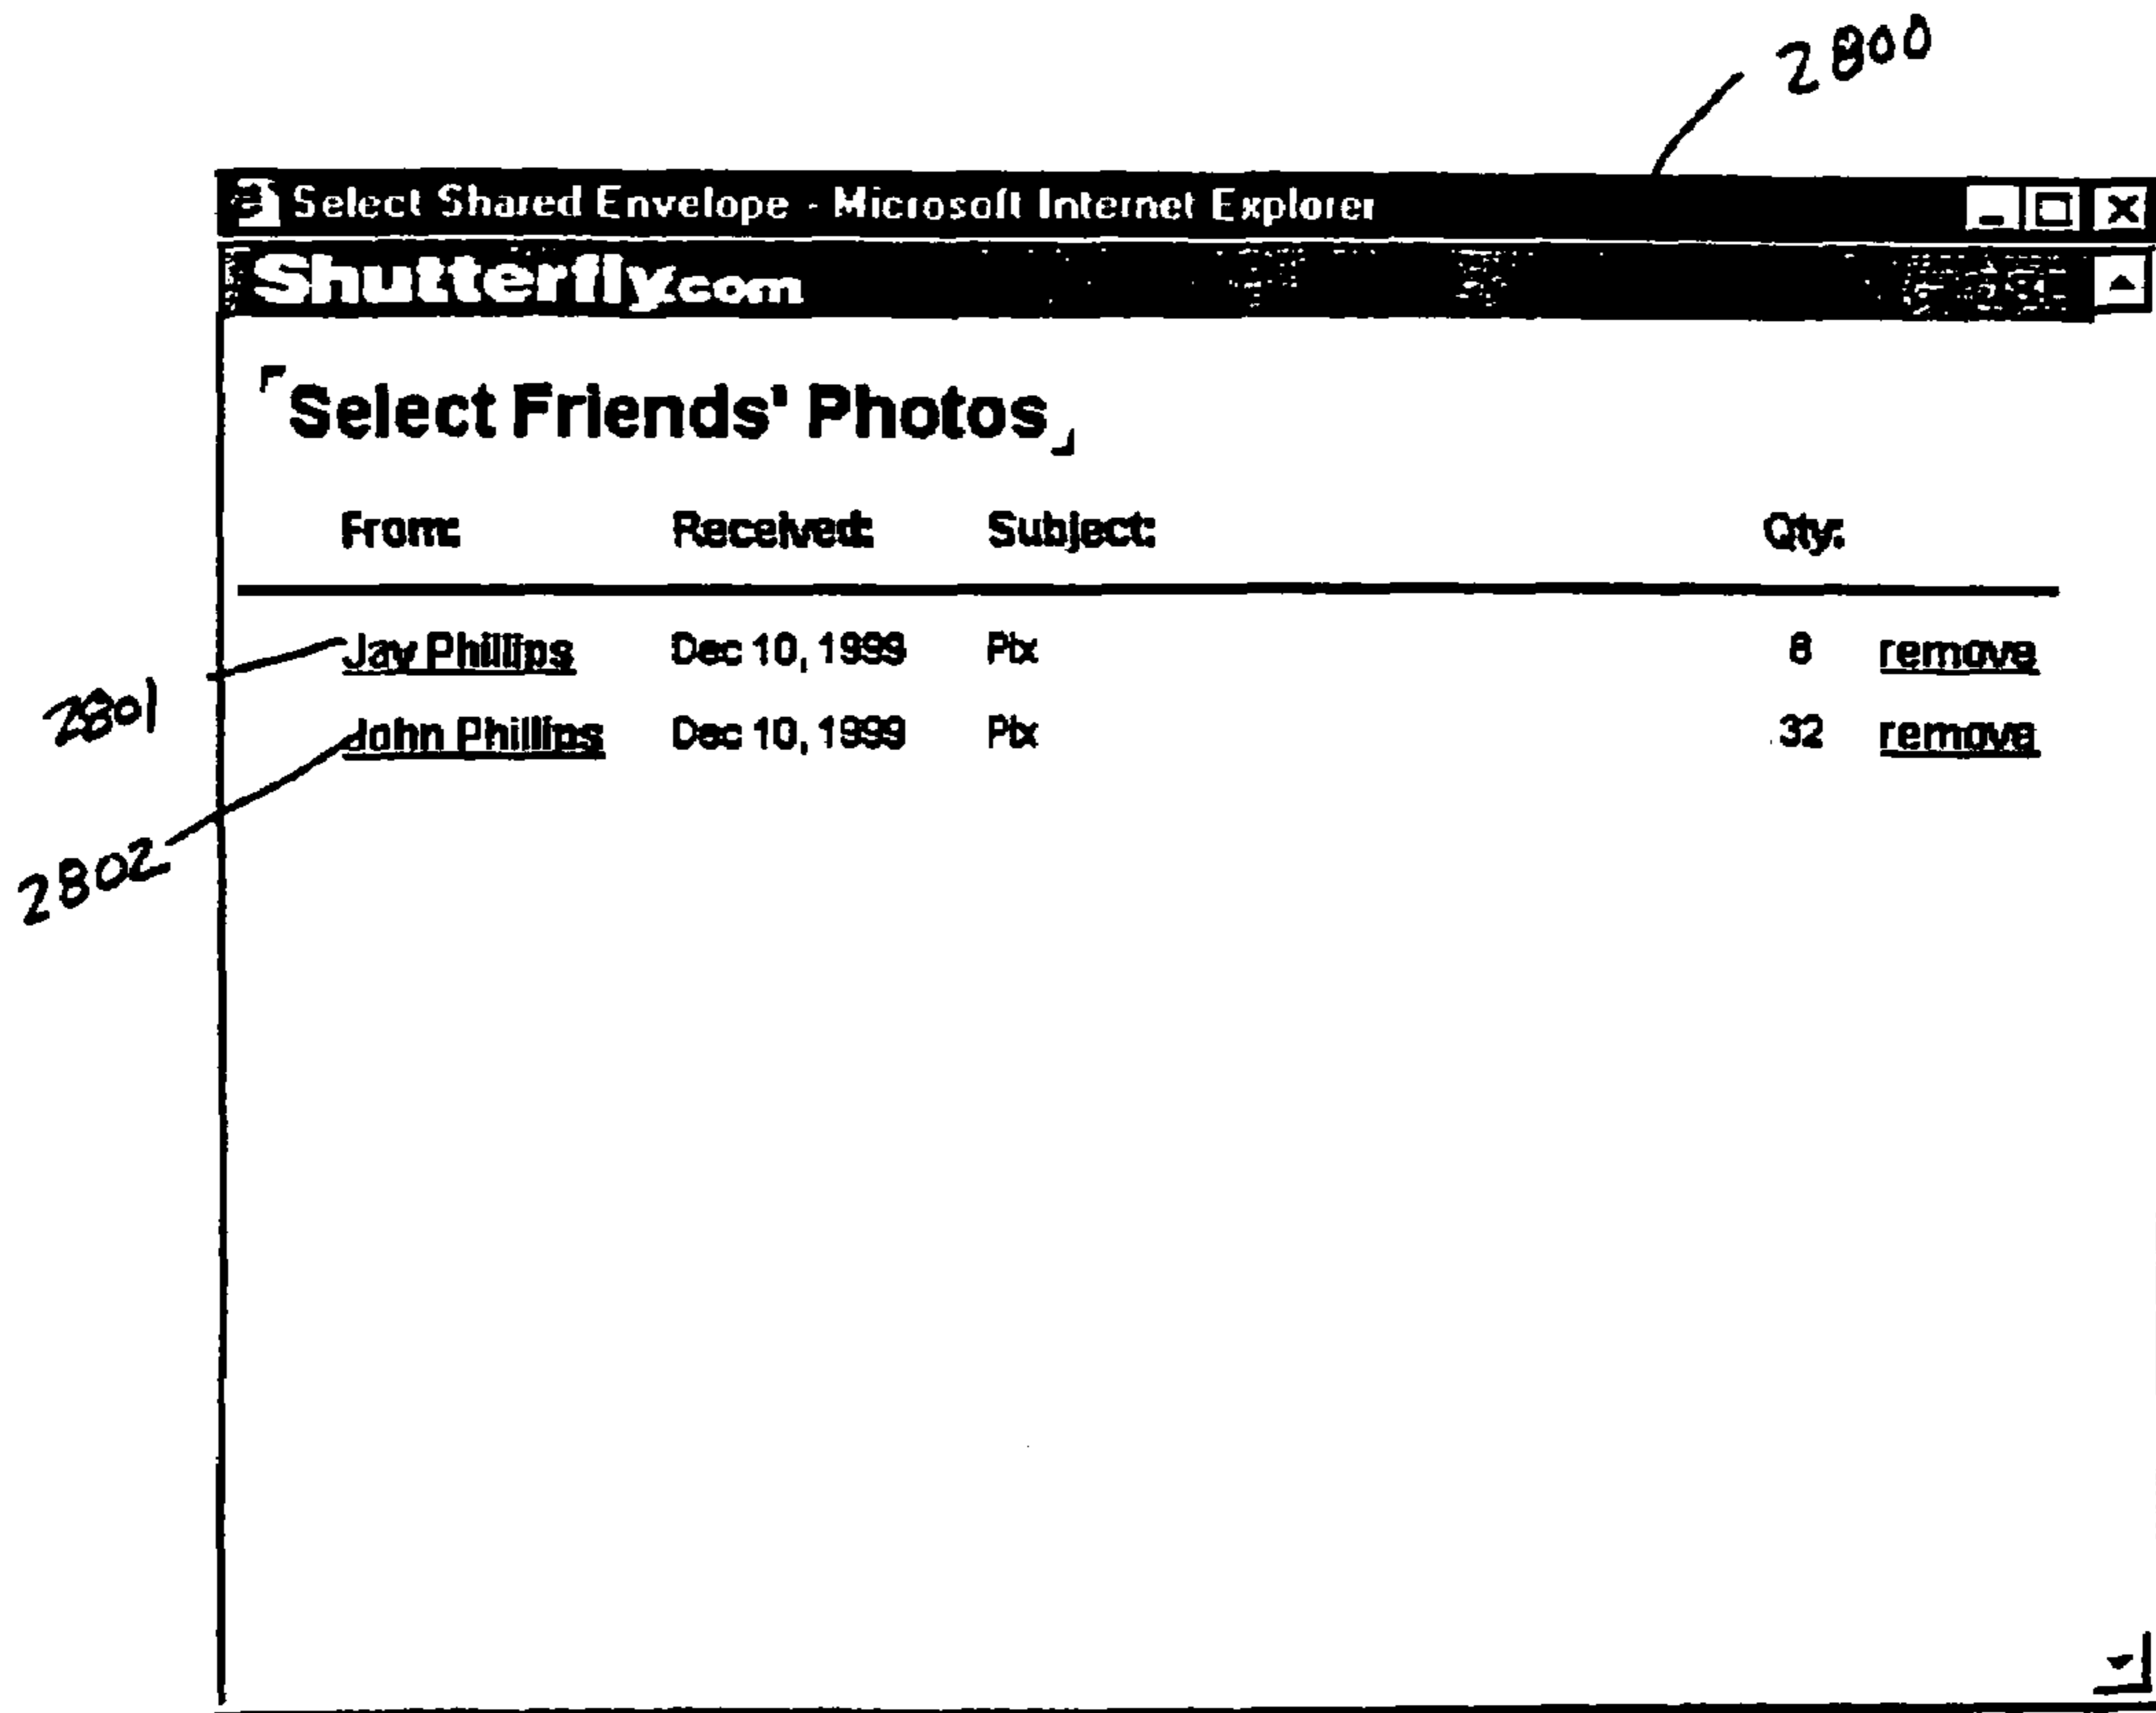 2800
Select Shared Envelope - Microsoft Internet Explorer
Shutterfly.com
Select Friends' Photos
From: Received: Subject: Qty:
Jay Phillips Dec 10, 1999 Pix 8 remove
John Phillips Dec 10, 1999 Pix 32 remove
2801
2802